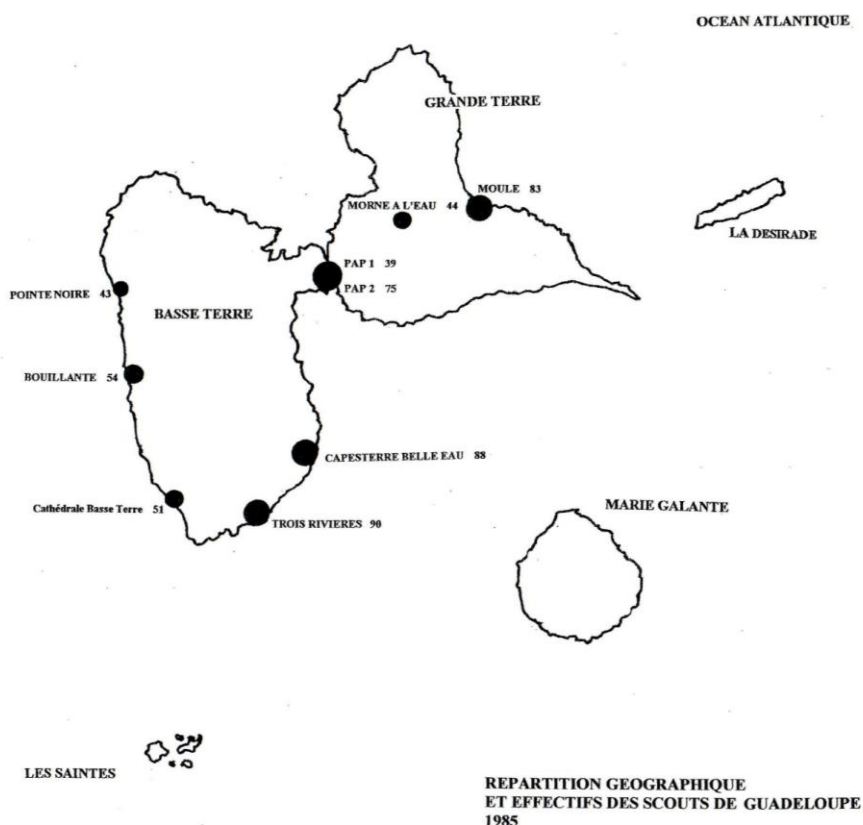 OCEAN ATLANTIQUE
GRANDE TERRE
MOULE 83
MORNE A L'EAU 44
LA DESIRADE
PAP 1 39
PAP 2 75
POINTE NOIRE 43
BASSE TERRE
BOUILLANTE 54
CAPESTERRE BELLE EAU 88
Cathédrale Basse Terre 51
TROIS RIVIERES 90
MARIE GALANTE
LES SAINTES
REPARTITION GEOGRAPHIQUE
ET EFFECTIFS DES SCOUTS DE GUADELOUPE
1985